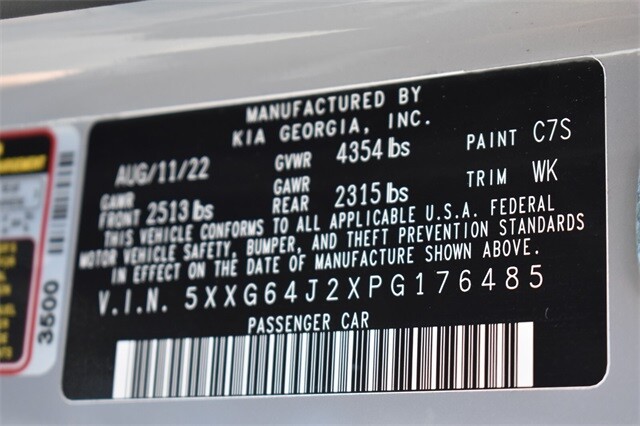 MANUFACTURED BY
KIA GEORGIA, INC.
AUG/11/22 GVWR 4354 lbs PAINT C7S
GAWR FRONT 2513 lbs GAWR REAR 2315 lbs TRIM WK
THIS VEHICLE CONFORMS TO ALL APPLICABLE U.S.A. FEDERAL
MOTOR VEHICLE SAFETY, BUMPER, AND THEFT PREVENTION STANDARDS
IN EFFECT ON THE DATE OF MANUFACTURE SHOWN ABOVE.
V.I.N. 5XXG64J2XPG176485
PASSENGER CAR
3500